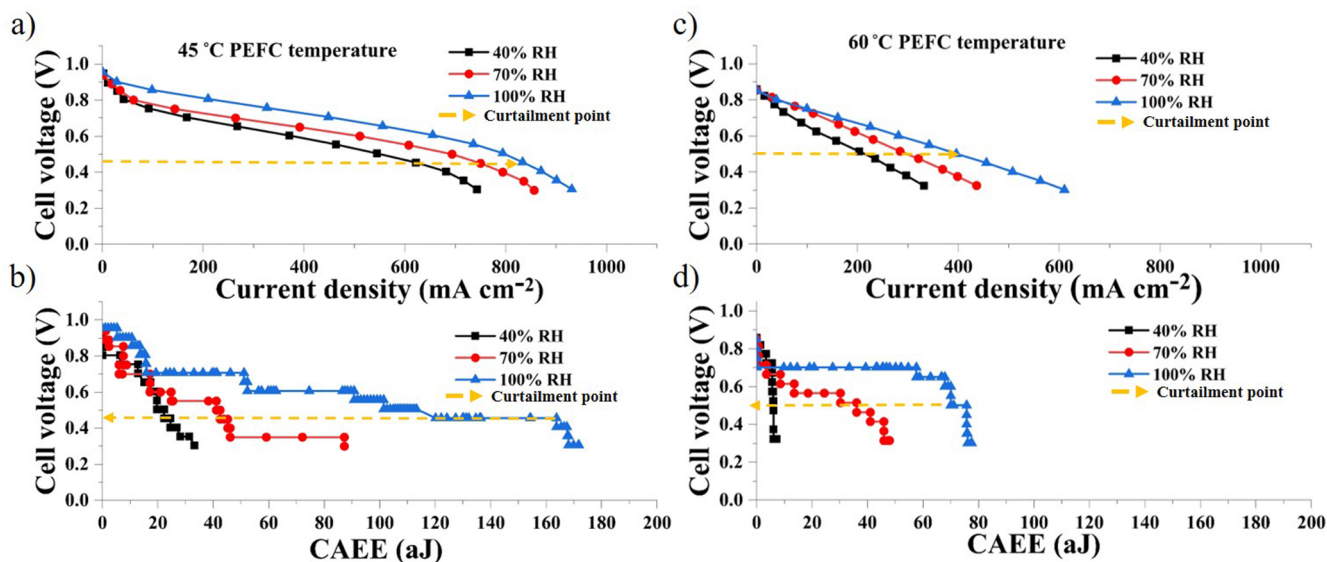 a)
45 °C PEFC temperature
40% RH
70% RH
100% RH
Curtailment point
Cell voltage (V)
1.0
0.8
0.6
0.4
0.2
0.0
0 200 400 600 800 1000
Current density (mA cm⁻²)
c)
60 °C PEFC temperature
40% RH
70% RH
100% RH
Curtailment point
Cell voltage (V)
1.0
0.8
0.6
0.4
0.2
0.0
0 200 400 600 800 1000
Current density (mA cm⁻²)
b)
40% RH
70% RH
100% RH
Curtailment point
Cell voltage (V)
1.0
0.8
0.6
0.4
0.2
0.0
0 20 40 60 80 100 120 140 160 180 200
CAEE (aJ)
d)
40% RH
70% RH
100% RH
Curtailment point
Cell voltage (V)
1.0
0.8
0.6
0.4
0.2
0.0
0 20 40 60 80 100 120 140 160 180 200
CAEE (aJ)